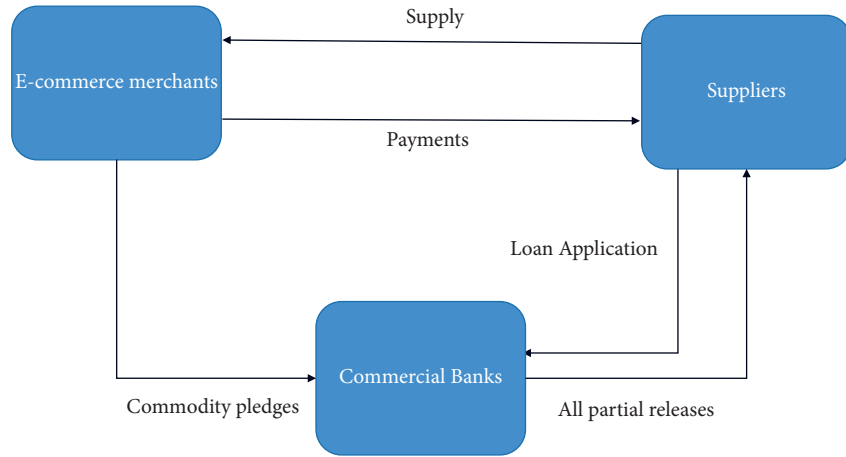 Supply
E-commerce merchants
Suppliers
Payments
Loan Application
Commercial Banks
Commodity pledges
All partial releases